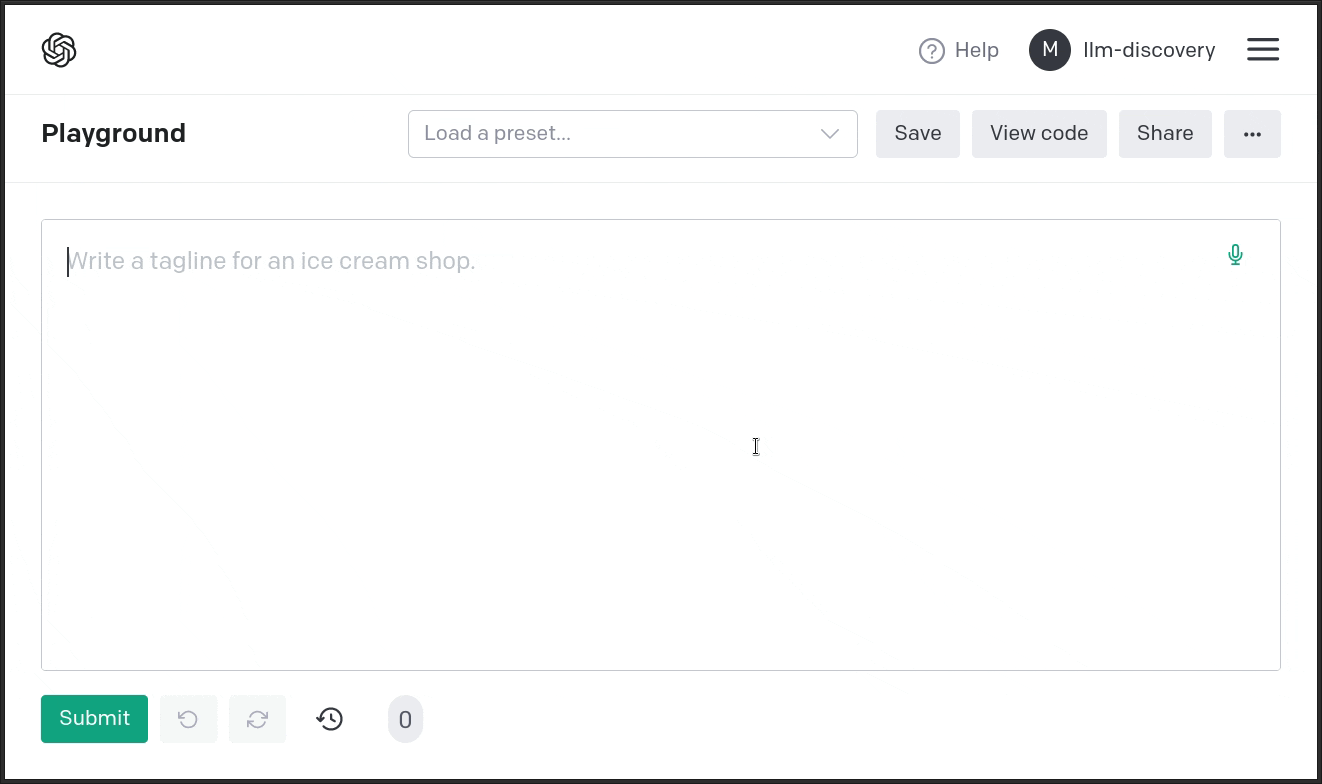 Help M llm-discovery
Playground Load a preset... Save View code Share ...
Write a tagline for an ice cream shop.
Submit 0